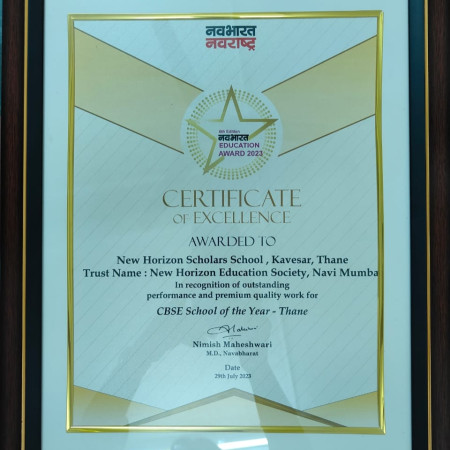 नवभारत
नवराष्ट्र
नवभारत
EDUCATION
AWARD 2023
CERTIFICATE
OF EXCELLENCE
AWARDED TO
New Horizon Scholars School , Kavesar, Thane
Trust Name : New Horizon Education Society, Navi Mumba
In recognition of outstanding
performance and premium quality work for
CBSE School of the Year - Thane
Nimish Maheshwari
M.D., Navabharat
Date
29th July 2023